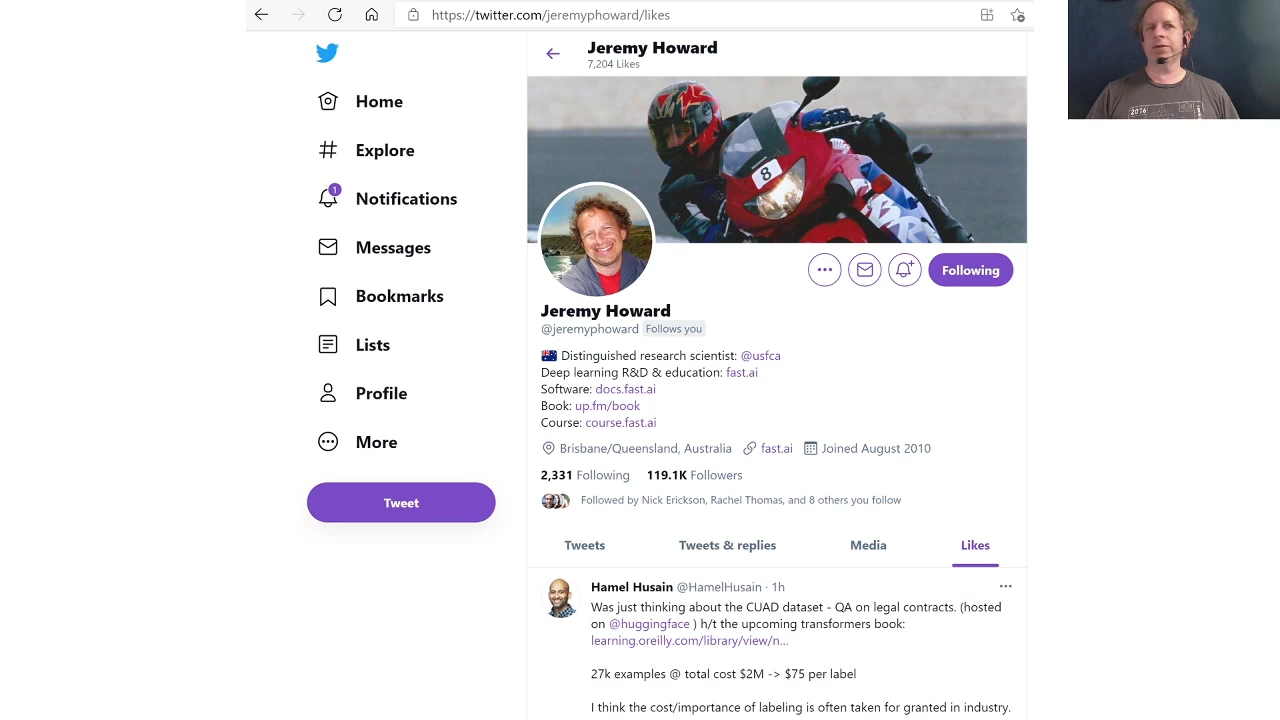 https://twitter.com/jeremyphoward/likes
Jeremy Howard
7,204 Likes
Home
Explore
1
Notifications
Messages
Bookmarks
Lists
Profile
More
Tweet
8
Following
Jeremy Howard
@jeremyphoward Follows you
🇦🇺 Distinguished research scientist: @usfca
Deep learning R&D & education: fast.ai
Software: docs.fast.ai
Book: up.fm/book
Course: course.fast.ai
Brisbane/Queensland, Australia fast.ai Joined August 2010
2,331 Following 119.1K Followers
Followed by Nick Erickson, Rachel Thomas, and 8 others you follow
Tweets Tweets & replies Media Likes
Hamel Husain @HamelHusain · 1h
Was just thinking about the CUAD dataset - QA on legal contracts. (hosted
on @huggingface ) h/t the upcoming transformers book:
learning.oreilly.com/library/view/n...
27k examples @ total cost $2M -> $75 per label
I think the cost/importance of labeling is often taken for granted in industry.
2016